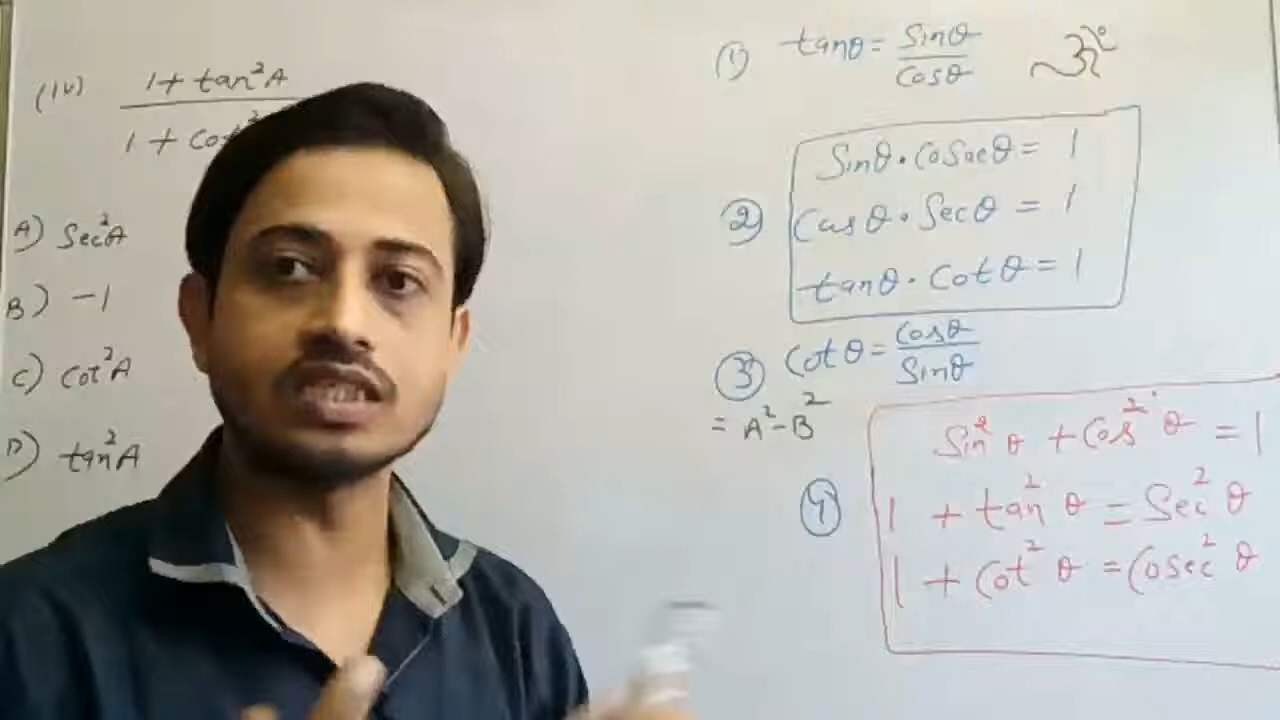 (iv) 1 + tan²A
1 + cot²
A) Sec²A
B) -1
C) Cot²A
D) tan²A
1) tanθ = Sinθ
Cosθ
2) Sinθ . Cosecθ = 1
Cosθ . Secθ = 1
tanθ . Cotθ = 1
3) Cotθ = Cosθ
Sinθ
= A² - B²
4) Sin²θ + Cos²θ = 1
1 + tan²θ = Sec²θ
1 + Cot²θ = Cosec²θ